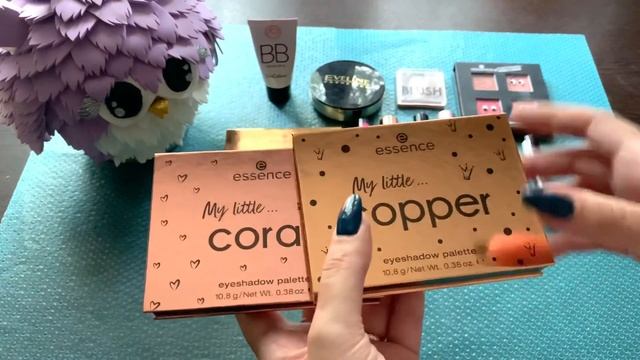 BB
BLUSH
essence
My little ...
eyeshadow palette
10,8 g/Net Wt. 0.38 oz.
essence
My little ...
copper
eyeshadow palette
10,8 g/Net Wt. 0.38 oz.